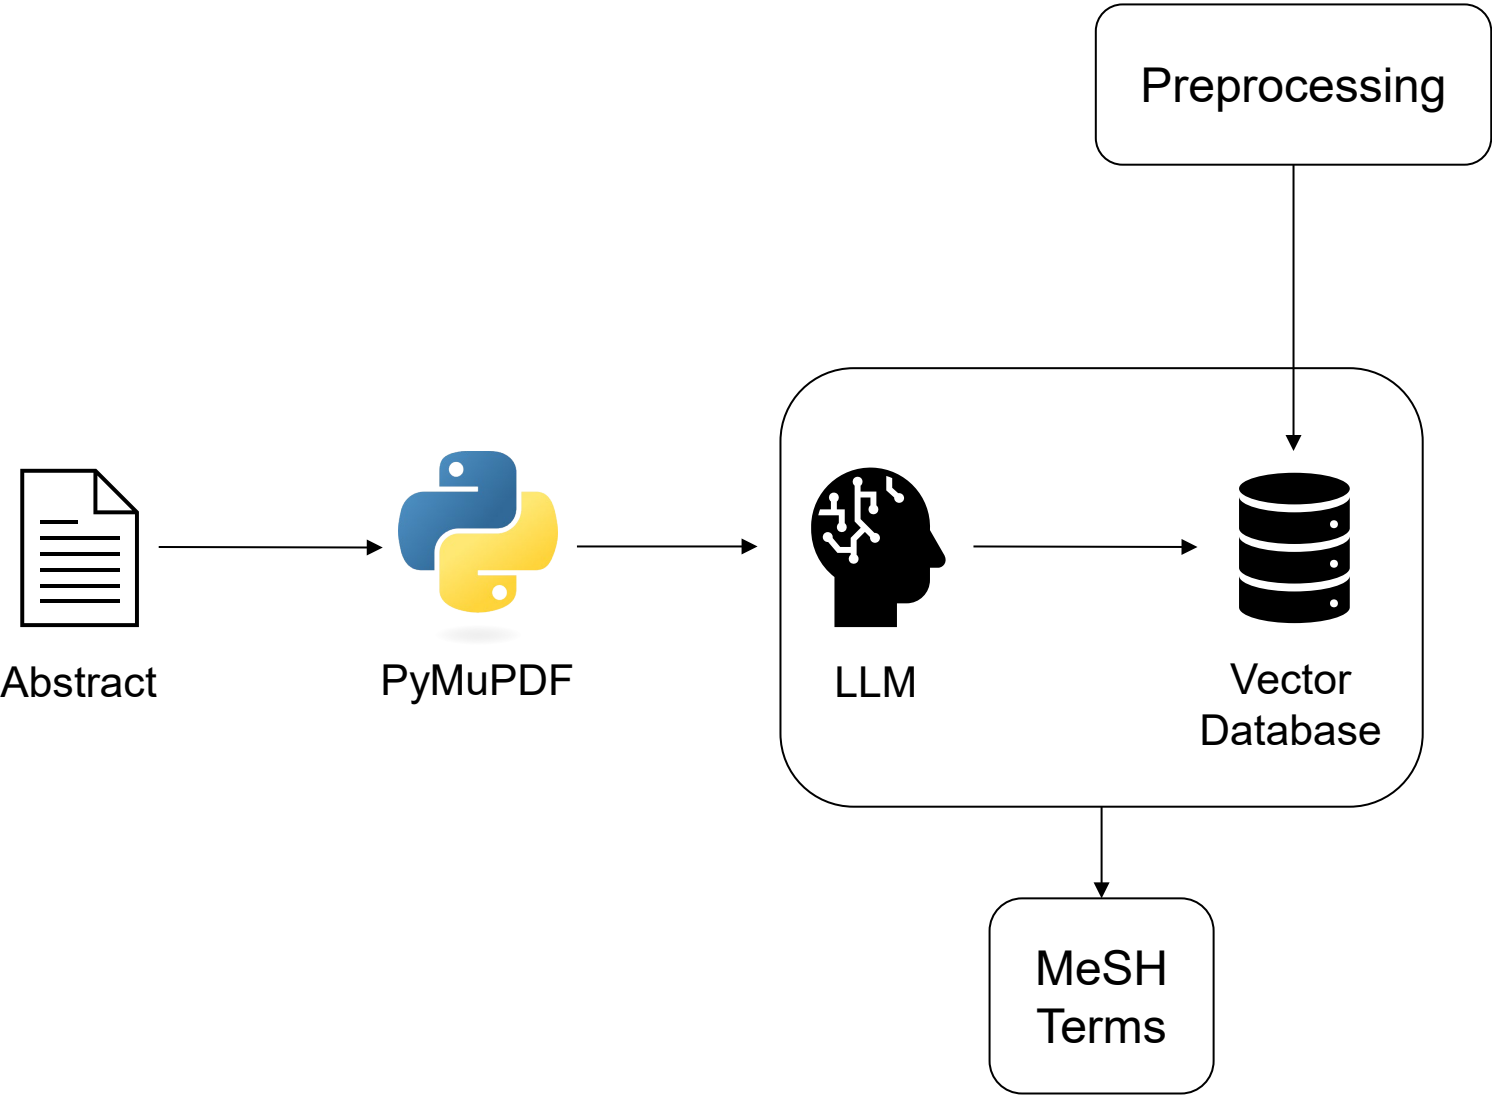 Preprocessing
Abstract
PyMuPDF
LLM
Vector
Database
MeSH
Terms